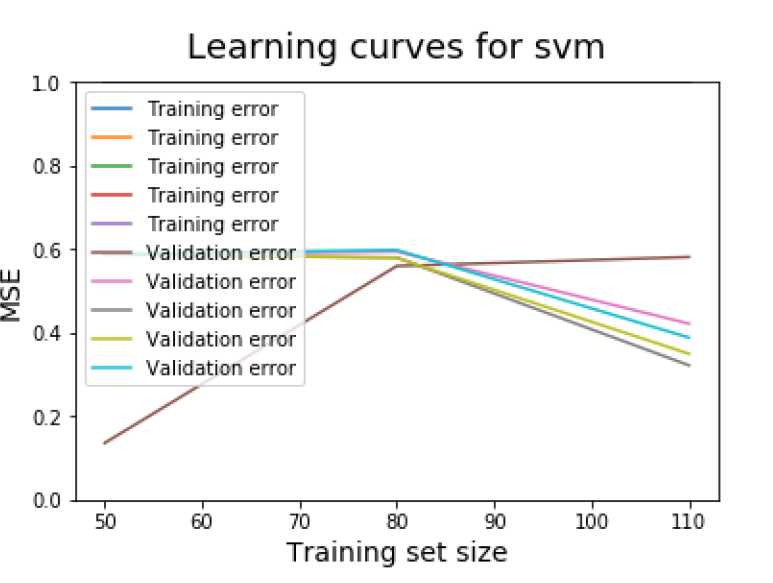 Learning curves for svm
1.0
0.8
0.6
0.4
0.2
0.0
MSE
Training error
Training error
Training error
Training error
Training error
Validation error
Validation error
Validation error
Validation error
Validation error
50 60 70 80 90 100 110
Training set size